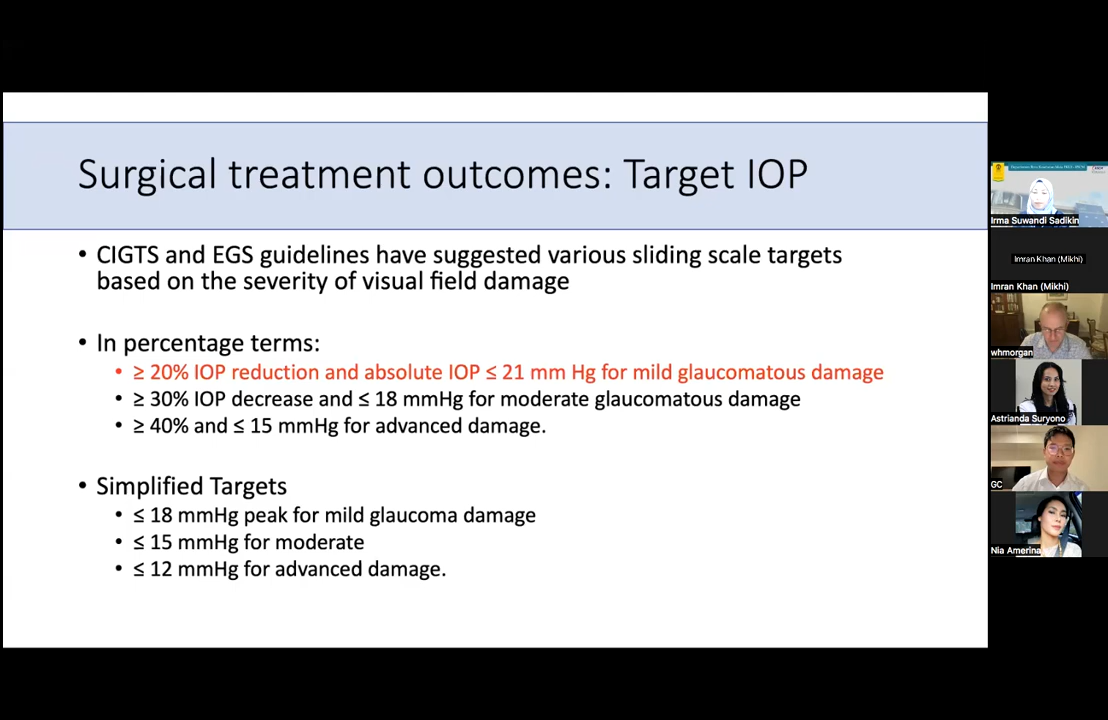 Surgical treatment outcomes: Target IOP
• CIGTS and EGS guidelines have suggested various sliding scale targets
based on the severity of visual field damage
• In percentage terms:
• ≥ 20% IOP reduction and absolute IOP ≤ 21 mm Hg for mild glaucomatous damage
• ≥ 30% IOP decrease and ≤ 18 mmHg for moderate glaucomatous damage
• ≥ 40% and ≤ 15 mmHg for advanced damage.
• Simplified Targets
• ≤ 18 mmHg peak for mild glaucoma damage
• ≤ 15 mmHg for moderate
• ≤ 12 mmHg for advanced damage.
Irma Suwandi Sadikin
Imran Khan (Mikhi)
Imran Khan (Mikhi)
whmorgan
Astrianda Suryono
GC
Nia Amerina